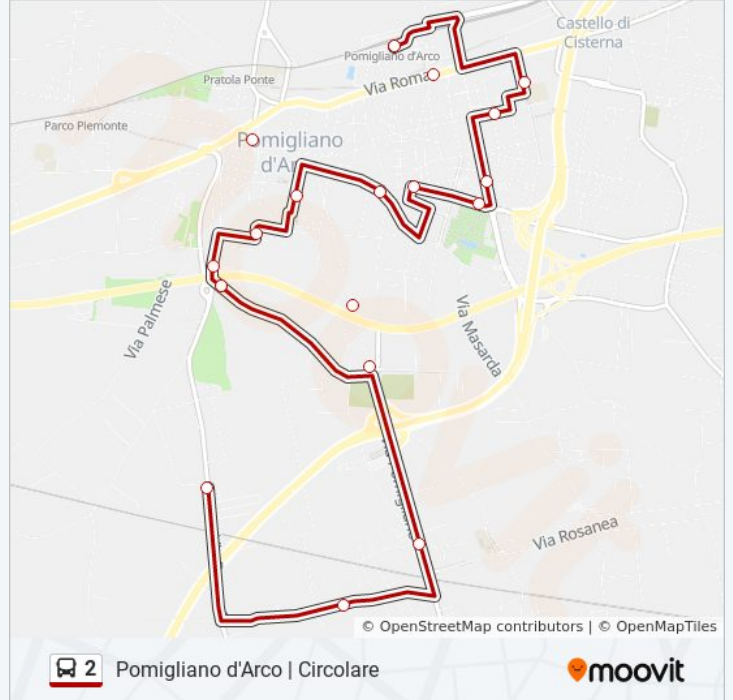 Castello di
Cisterna
Pomigliano d'Arco
Via Roma
Pratola Ponte
Parco Piemonte
Pomigliano
d'Arco
Via Palmese
Via Masarda
Via Rosanea
© OpenStreetMap contributors | © OpenMapTiles
2 Pomigliano d'Arco | Circolare
moovit